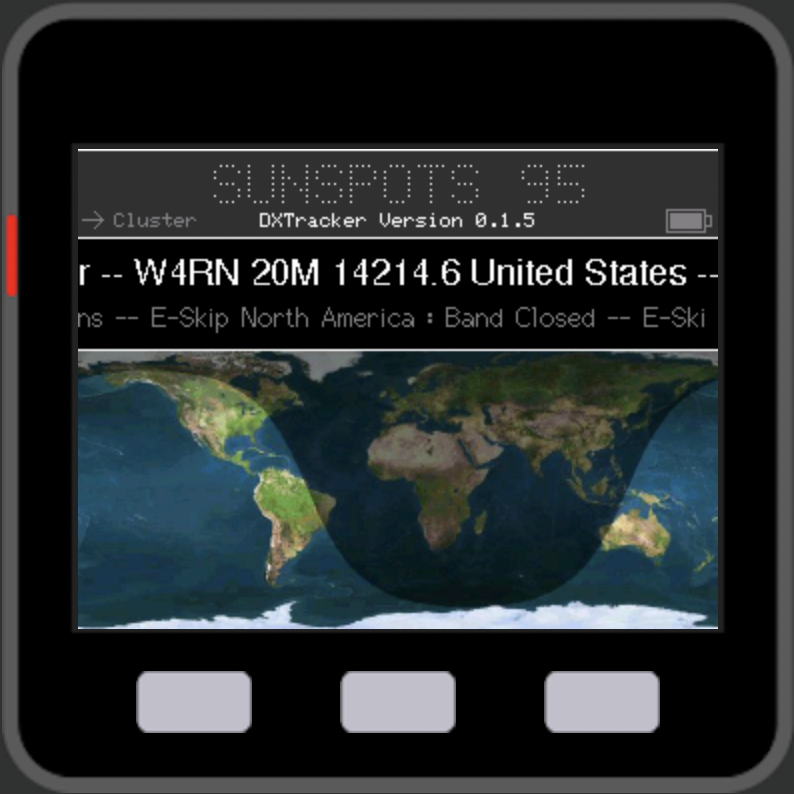 SUNSPOTS 95
→ Cluster DXTracker Version 0.1.5
r -- W4RN 20M 14214.6 United States --
ns -- E-Skip North America : Band Closed -- E-Ski